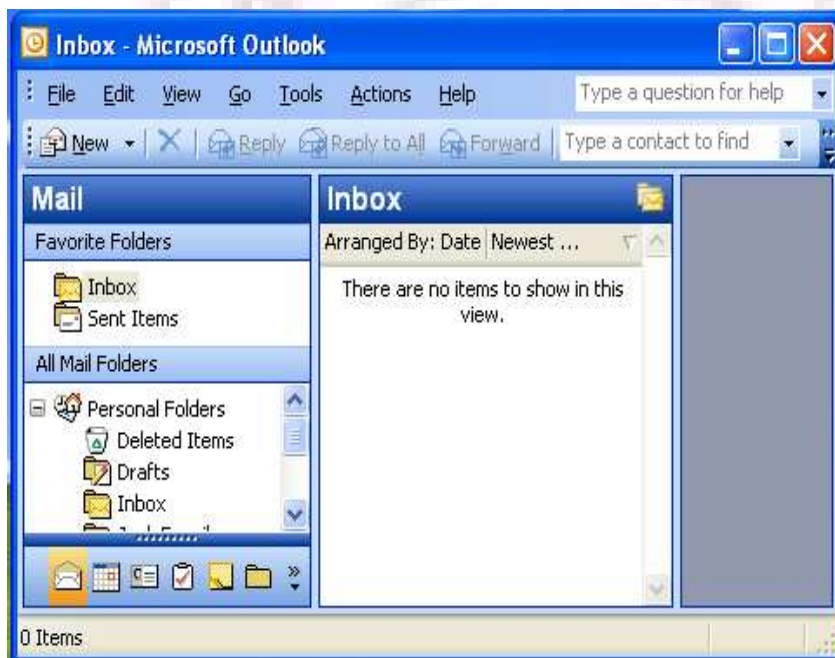 Inbox - Microsoft Outlook
File Edit View Go Tools Actions Help Type a question for help
New Reply Reply to All Forward Type a contact to find
Mail
Favorite Folders
Inbox
Sent Items
All Mail Folders
Personal Folders
Deleted Items
Drafts
Inbox
Inbox
Arranged By: Date Newest ...
There are no items to show in this
view.
0 Items